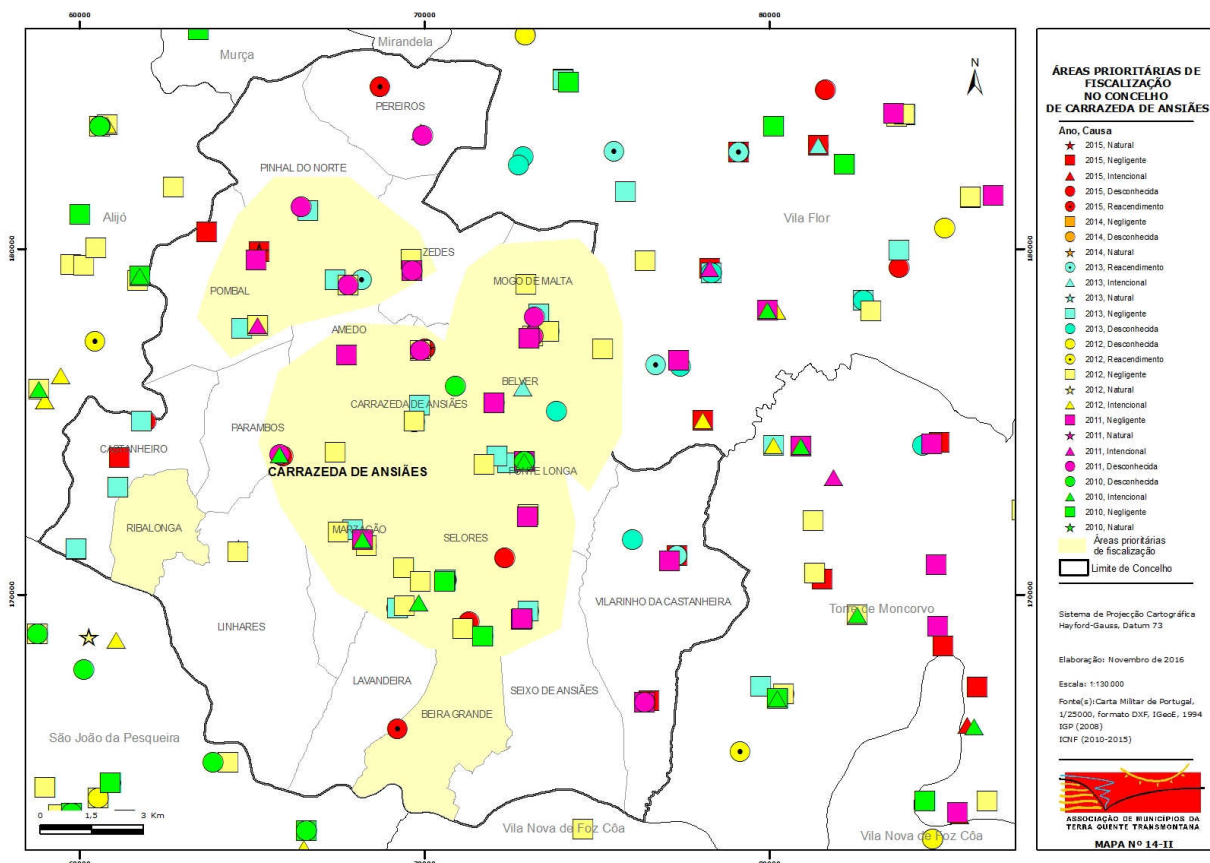 60000
70000
80000
Mirandela
Murça
N
PEREIROS
PINHAL DO NORTE
Alijó
Vila Flor
180000
180000
ZEDES
MOGO DE MALTA
POMBAL
AMEDO
BELVER
CARRAZEDA DE ANSIÃES
PARAMBOS
CASTANHEIRO
CARRAZEDA DE ANSIÃES
FONTE LONGA
RIBALONGA
MARZAGÃO
SELORES
170000
170000
VILARINHO DA CASTANHEIRA
Torre de Moncorvo
LINHARES
LAVANDEIRA
SEIXO DE ANSIÃES
BEIRA GRANDE
São João da Pesqueira
0 1,5 3 Km
Vila Nova de Foz Côa
Vila Nova de Foz Côa
60000
70000
80000
ÁREAS PRIORITÁRIAS DE
FISCALIZAÇÃO
NO CONCELHO
DE CARRAZEDA DE ANSIÃES
Ano, Causa
2015, Natural
2015, Negligente
2015, Intencional
2015, Desconhecida
2015, Reacendimento
2014, Negligente
2014, Desconhecida
2014, Natural
2013, Reacendimento
2013, Intencional
2013, Natural
2013, Negligente
2013, Desconhecida
2012, Desconhecida
2012, Reacendimento
2012, Negligente
2012, Natural
2012, Intencional
2011, Negligente
2011, Natural
2011, Intencional
2011, Desconhecida
2010, Desconhecida
2010, Intencional
2010, Negligente
2010, Natural
Áreas prioritárias
de fiscalização
Limite de Concelho
Sistema de Projecção Cartográfica
Hayford-Gauss, Datum 73
Elaboração: Novembro de 2016
Escala: 1:130000
Fonte(s):Carta Militar de Portugal,
1/25000, formato DXF, IGeoE, 1994
IGP (2008)
ICNF (2010-2015)
ASSOCIAÇÃO DE MUNICÍPIOS DA
TERRA QUENTE TRANSMONTANA
MAPA Nº 14-II